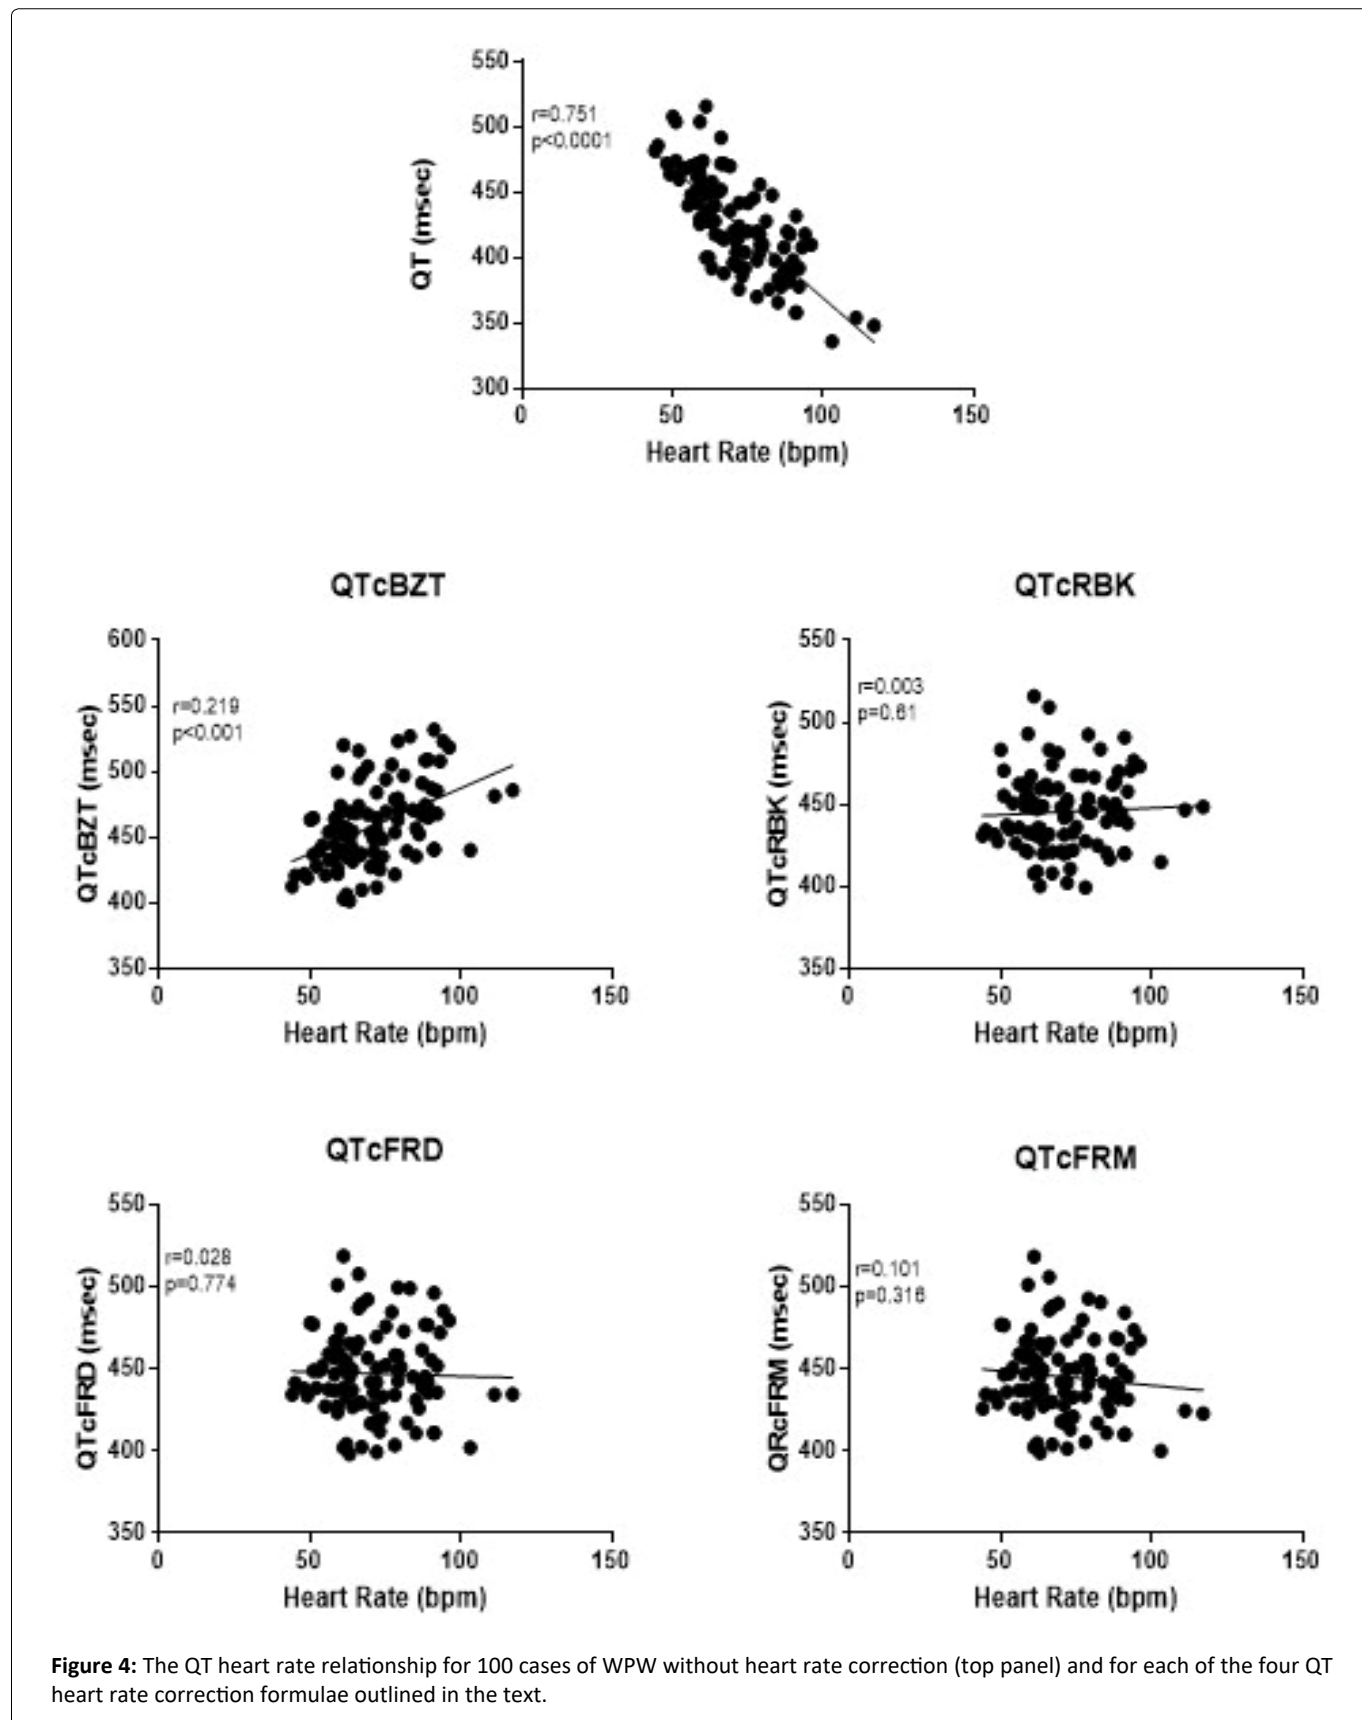 550
500
450
400
350
300
r=0.751
p<0.0001
QT (msec)
0 50 100 150
Heart Rate (bpm)
QTcBZT
600
550
500
450
400
350
r=0.219
p<0.001
QTcBZT (msec)
0 50 100 150
Heart Rate (bpm)
QTcRBK
550
500
450
400
350
r=0.003
p=0.61
QTcRBK (msec)
0 50 100 150
Heart Rate (bpm)
QTcFRD
550
500
450
400
350
r=0.028
p=0.774
QTcFRD (msec)
0 50 100 150
Heart Rate (bpm)
QTcFRM
550
500
450
400
350
r=0.101
p=0.316
QRcFRM (msec)
0 50 100 150
Heart Rate (bpm)
Figure 4: The QT heart rate relationship for 100 cases of WPW without heart rate correction (top panel) and for each of the four QT
heart rate correction formulae outlined in the text.